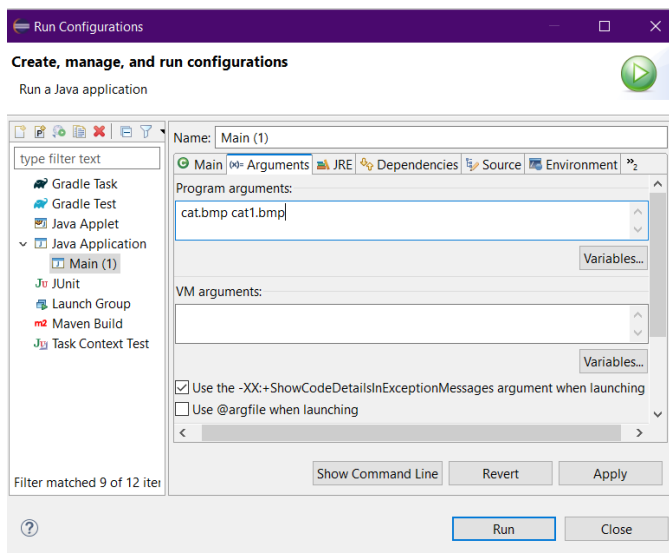 Run Configurations
Create, manage, and run configurations
Run a Java application
type filter text
Gradle Task
Gradle Test
Java Applet
Java Application
Main (1)
JUnit
Launch Group
Maven Build
Task Context Test
Filter matched 9 of 12 iter
Name: Main (1)
Main (x)= Arguments JRE Dependencies Source Environment »2
Program arguments:
cat.bmp cat1.bmp
Variables...
VM arguments:
Variables...
Use the -XX:+ShowCodeDetailsInExceptionMessages argument when launching
Use @argfile when launching
Show Command Line Revert Apply
Run Close